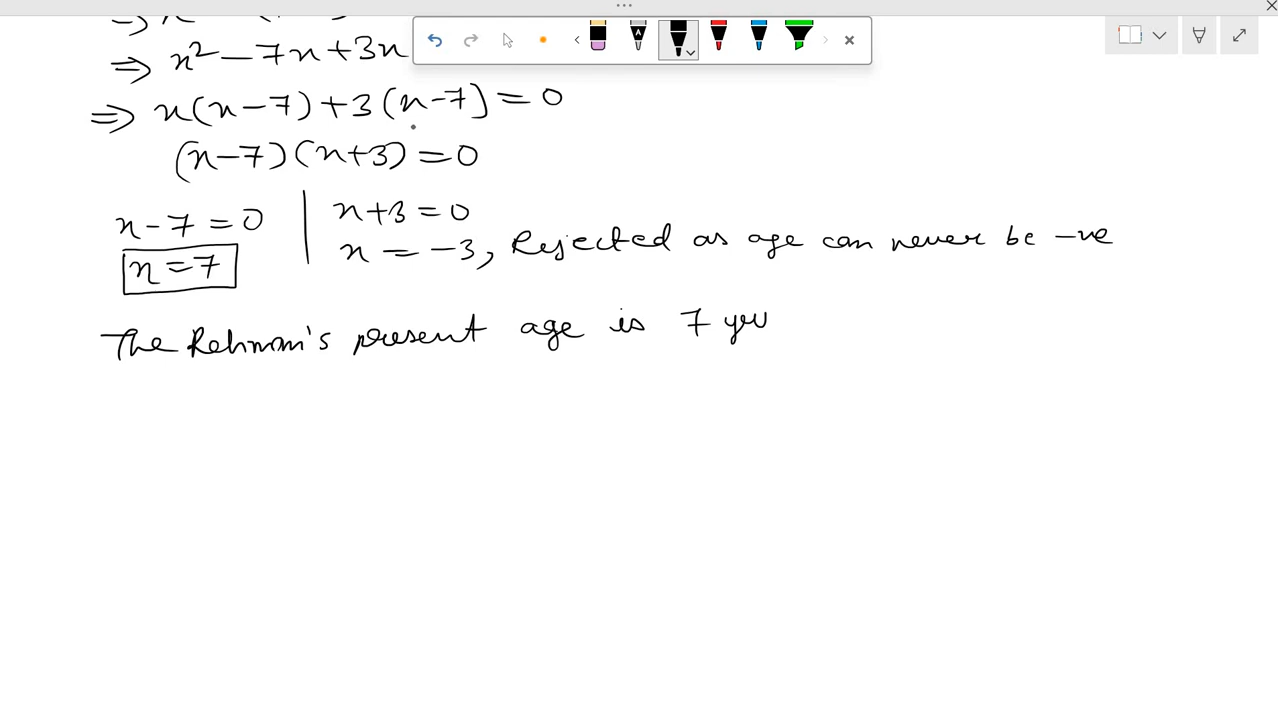 ⇒ x² - 7x + 3x
⇒ x(x-7) + 3(x-7) = 0
(x-7)(x+3) = 0
x - 7 = 0 | x + 3 = 0
x = 7 | x = -3, Rejected as age can never be -ve
The Rehman's present age is 7